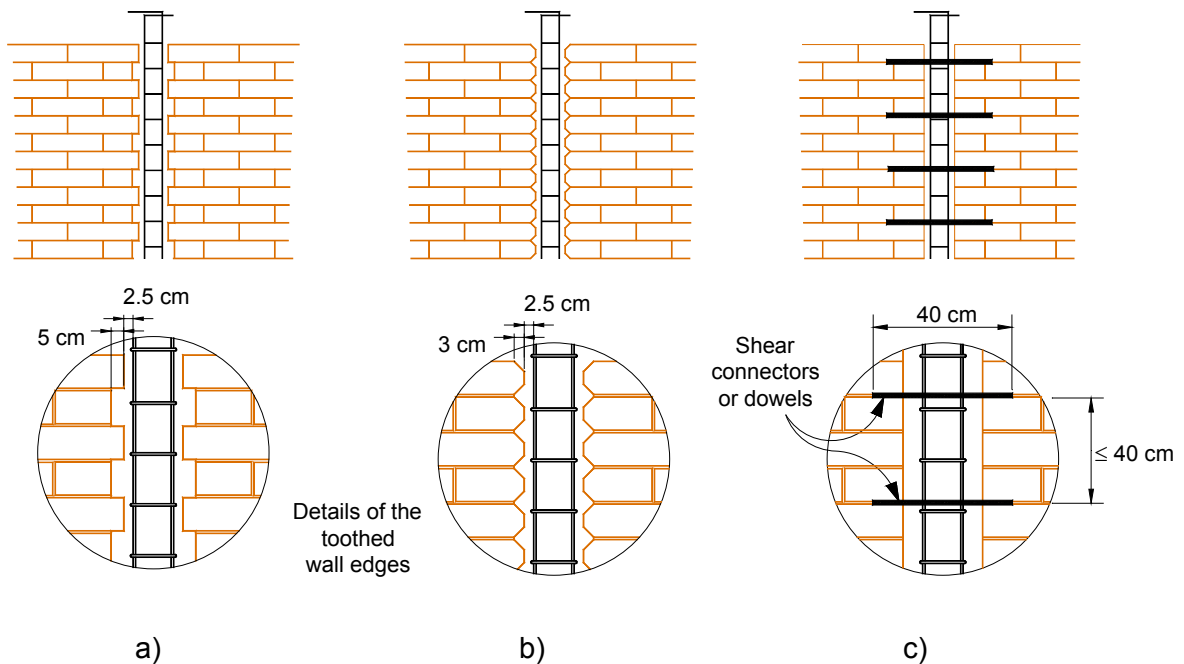 2.5 cm
5 cm
2.5 cm
3 cm
40 cm
Shear
connectors
or dowels
≤ 40 cm
Details of the
toothed
wall edges
a)
b)
c)